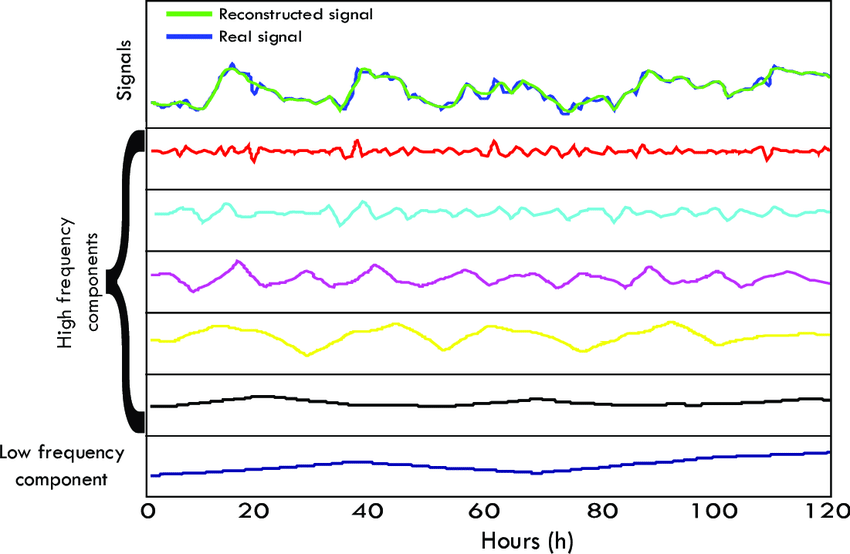 Reconstructed signal
Real signal
Signals
High frequency
components
Low frequency
component
0 20 40 60 80 100 120
Hours (h)